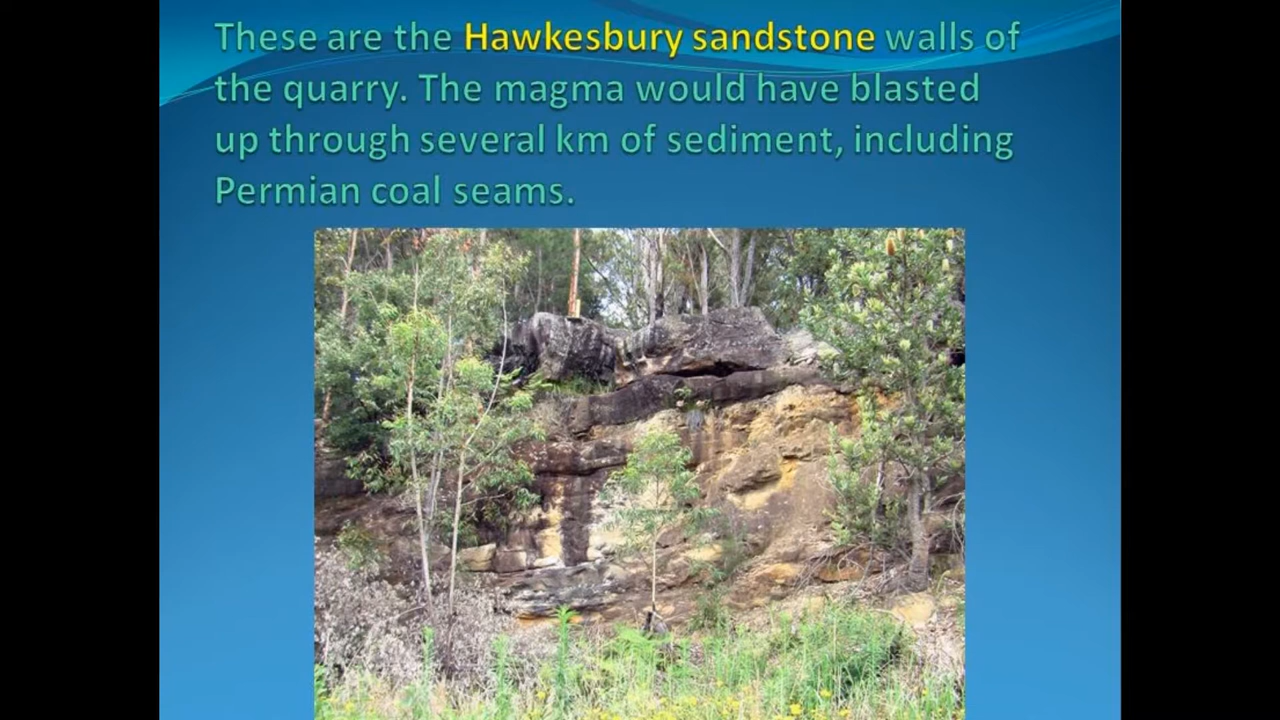 These are the Hawkesbury sandstone walls of
the quarry. The magma would have blasted
up through several km of sediment, including
Permian coal seams.